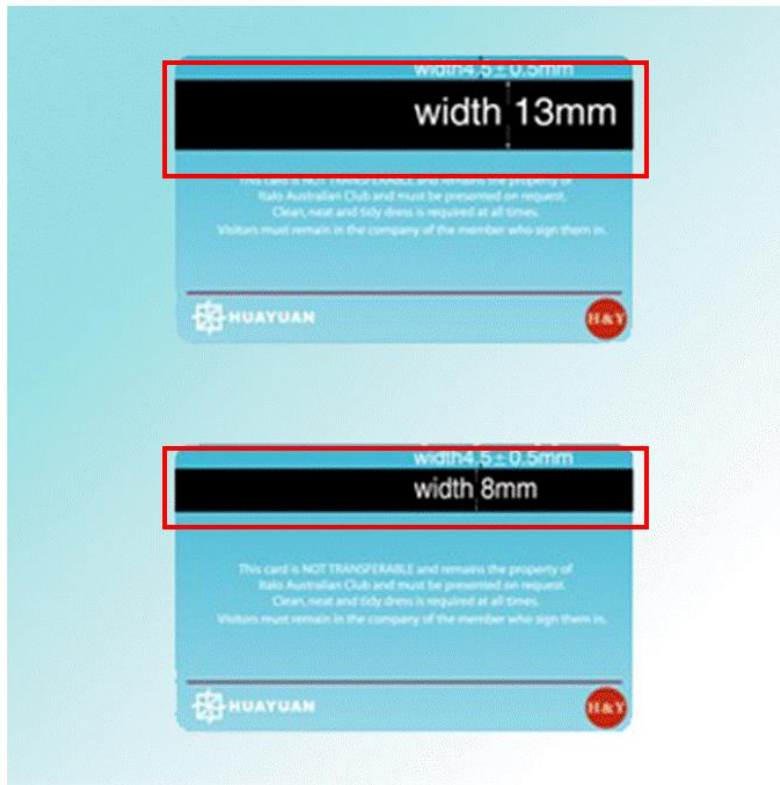 width4.5±0.5mm
width 13mm
This card is NOT TRANSFERABLE and remains the property of
Italo Australian Club and must be presented on request.
Clean, neat and tidy dress is required at all times.
Visitors must remain in the company of the member who sign them in.
HUAYUAN
H&Y
width4.5±0.5mm
width 8mm
This card is NOT TRANSFERABLE and remains the property of
Italo Australian Club and must be presented on request.
Clean, neat and tidy dress is required at all times.
Visitors must remain in the company of the member who sign them in.
HUAYUAN
H&Y